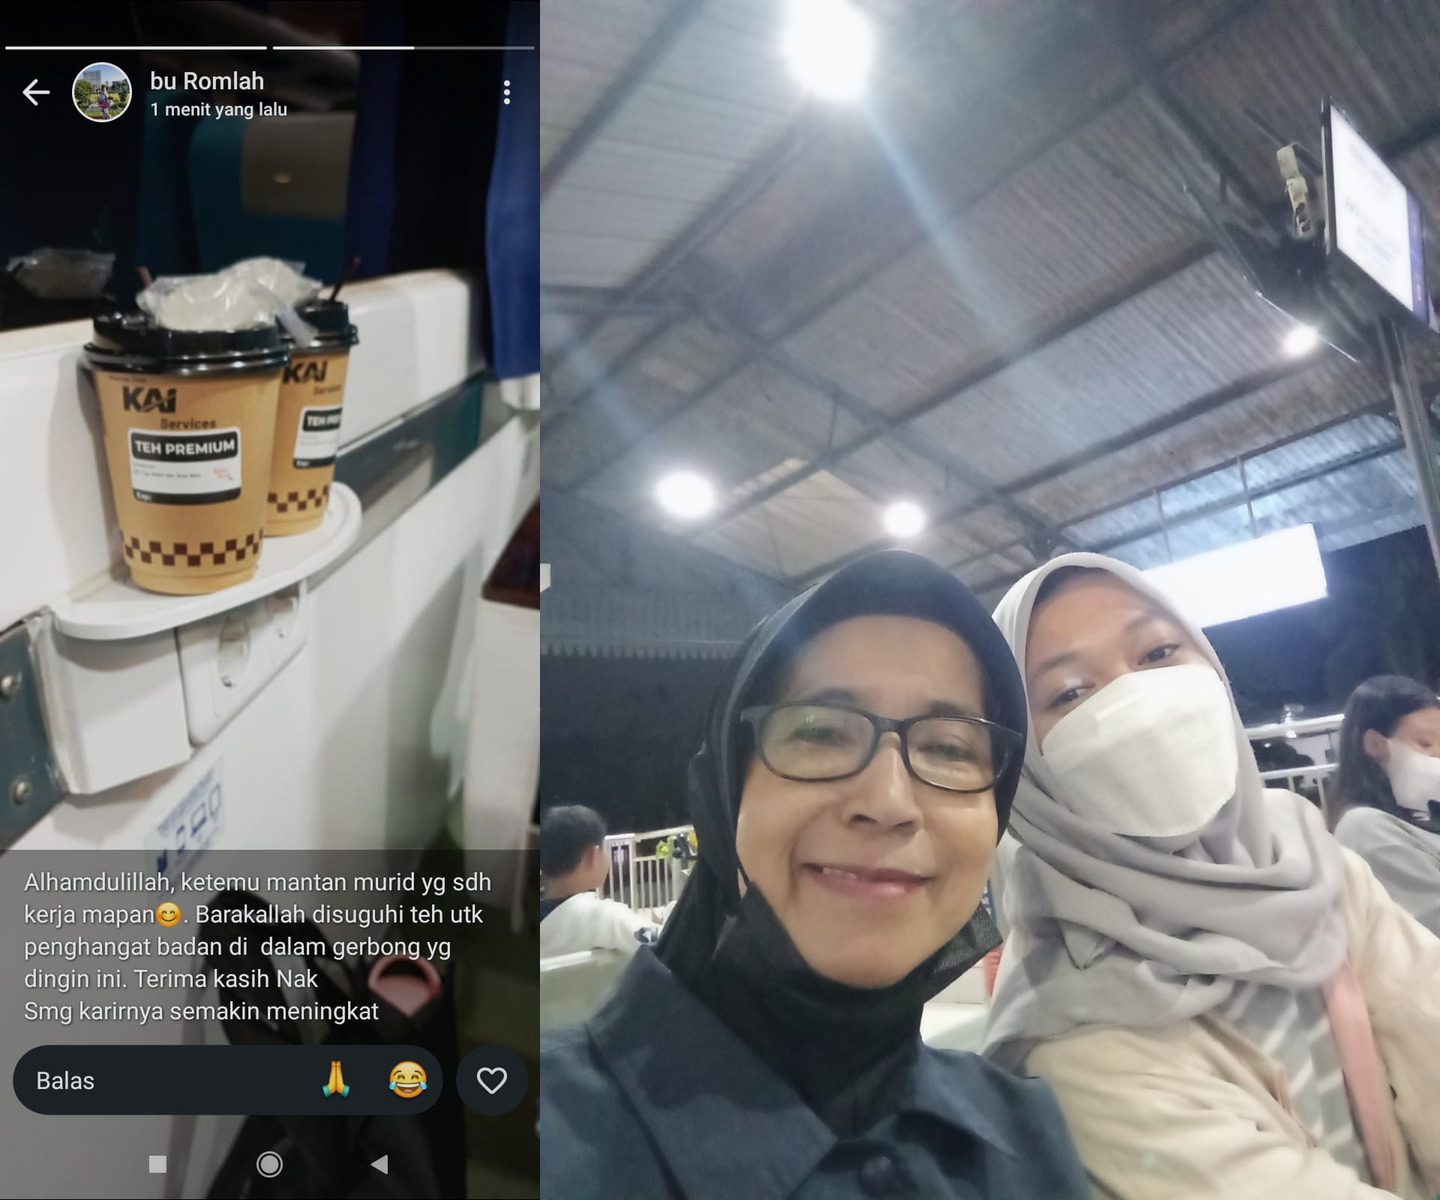 bu Romlah
1 menit yang lalu
KAI
Services
TEH PREMIUM
KAI
Alhamdulillah, ketemu mantan murid yg sdh
kerja mapan😊. Barakallah disuguhi teh utk
penghangat badan di  dalam gerbong yg
dingin ini. Terima kasih Nak
Smg karirnya semakin meningkat
Balas